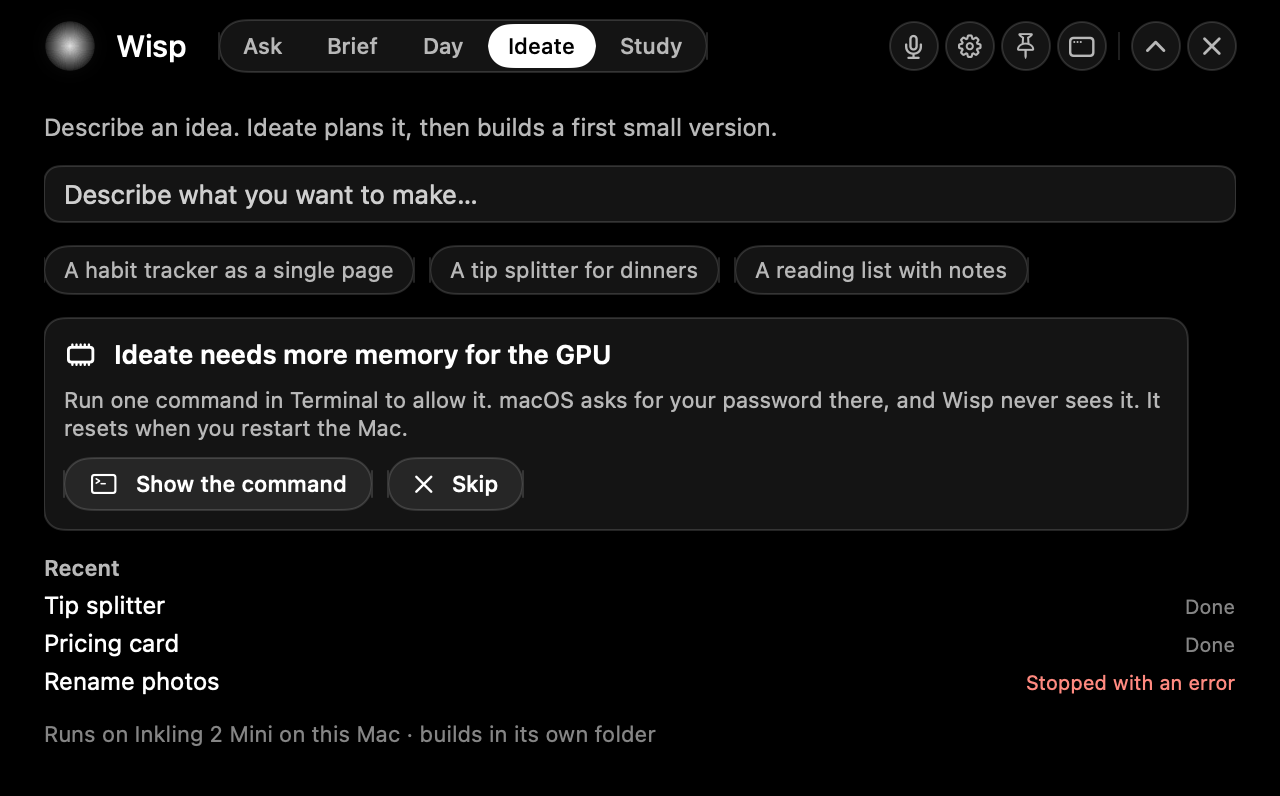 Wisp
Ask Brief Day Ideate Study
Describe an idea. Ideate plans it, then builds a first small version.
Describe what you want to make...
A habit tracker as a single page
A tip splitter for dinners
A reading list with notes
Ideate needs more memory for the GPU
Run one command in Terminal to allow it. macOS asks for your password there, and Wisp never sees it. It
resets when you restart the Mac.
Show the command
Skip
Recent
Tip splitter Done
Pricing card Done
Rename photos Stopped with an error
Runs on Inkling 2 Mini on this Mac · builds in its own folder